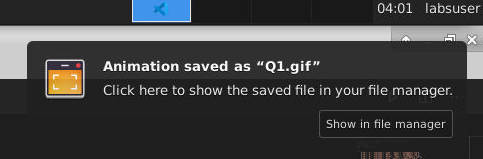 04:01 labsuser
Animation saved as “Q1.gif”
Click here to show the saved file in your file manager.
Show in file manager